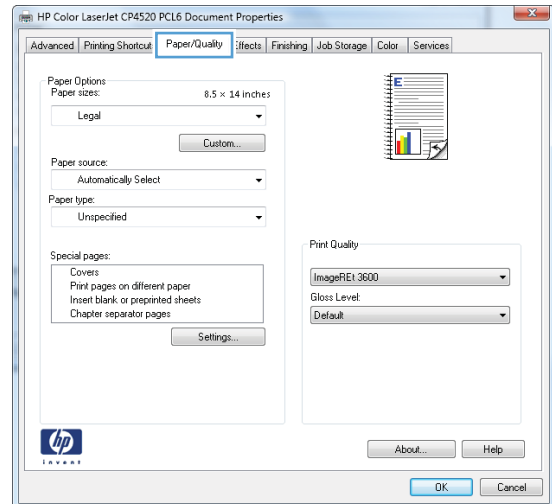 HP Color LaserJet CP4520 PCL6 Document Properties
Advanced Printing Shortcut Paper/Quality Effects Finishing Job Storage Color Services
Paper Options
Paper sizes: 8.5 × 14 inches
Legal
Custom...
Paper source:
Automatically Select
Paper type:
Unspecified
Special pages:
Covers
Print pages on different paper
Insert blank or preprinted sheets
Chapter separator pages
Settings...
E
Print Quality
ImageREt 3600
Gloss Level:
Default
hp
invent
About... Help
OK Cancel